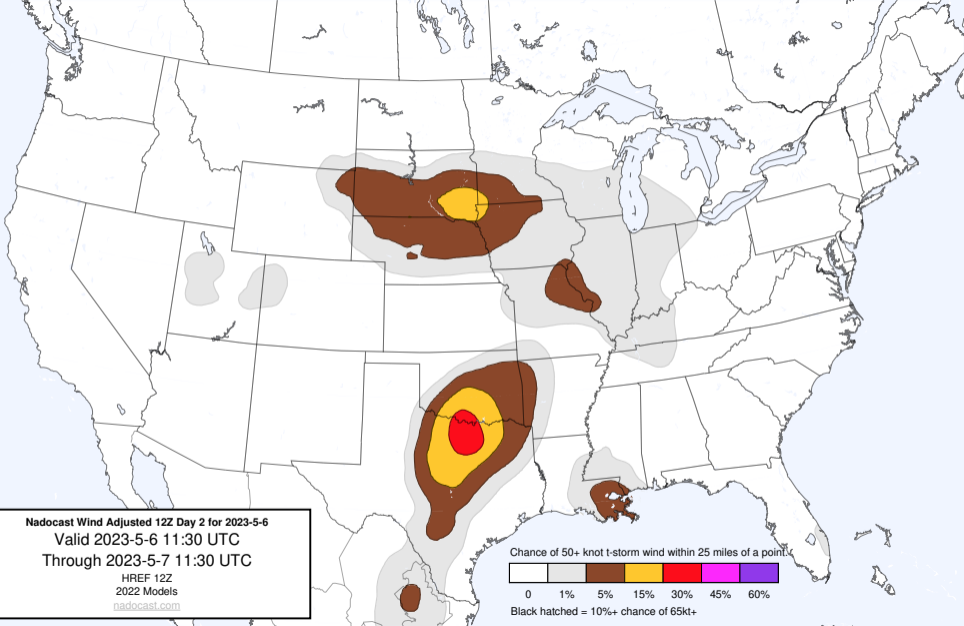 Nadocast Wind Adjusted 12Z Day 2 for 2023-5-6
Valid 2023-5-6 11:30 UTC
Through 2023-5-7 11:30 UTC
HREF 12Z
2022 Models
nadocast.com
Chance of 50+ knot t-storm wind within 25 miles of a point.
0 1% 5% 15% 30% 45% 60%
Black hatched = 10%+ chance of 65kt+